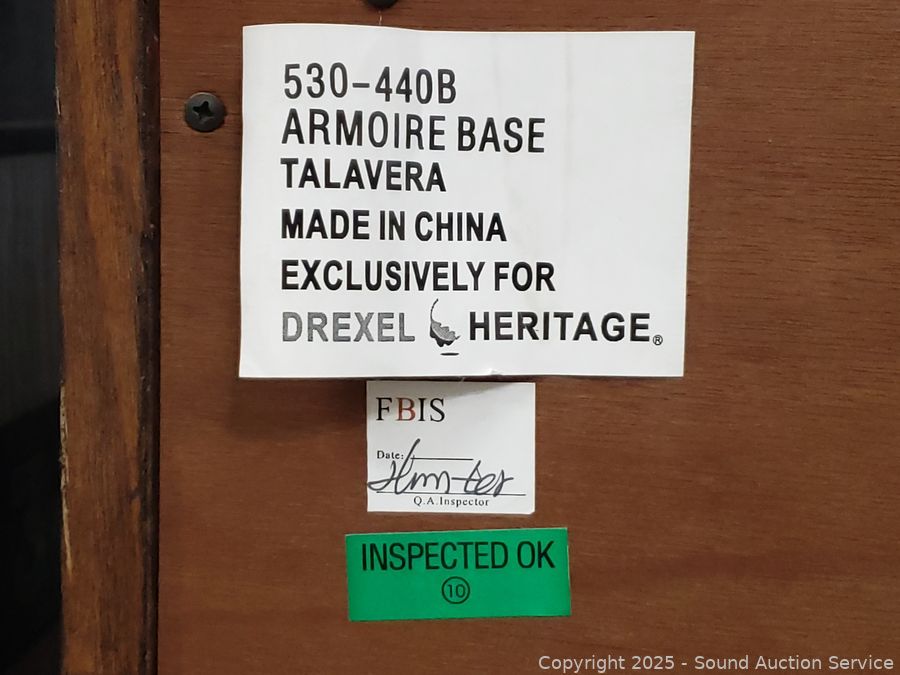 530-440B
ARMOIRE BASE
TALAVERA
MADE IN CHINA
EXCLUSIVELY FOR
DREXEL HERITAGE®
FBIS
Date:
Q.A.Inspector
INSPECTED OK
10
Copyright 2025 - Sound Auction Service